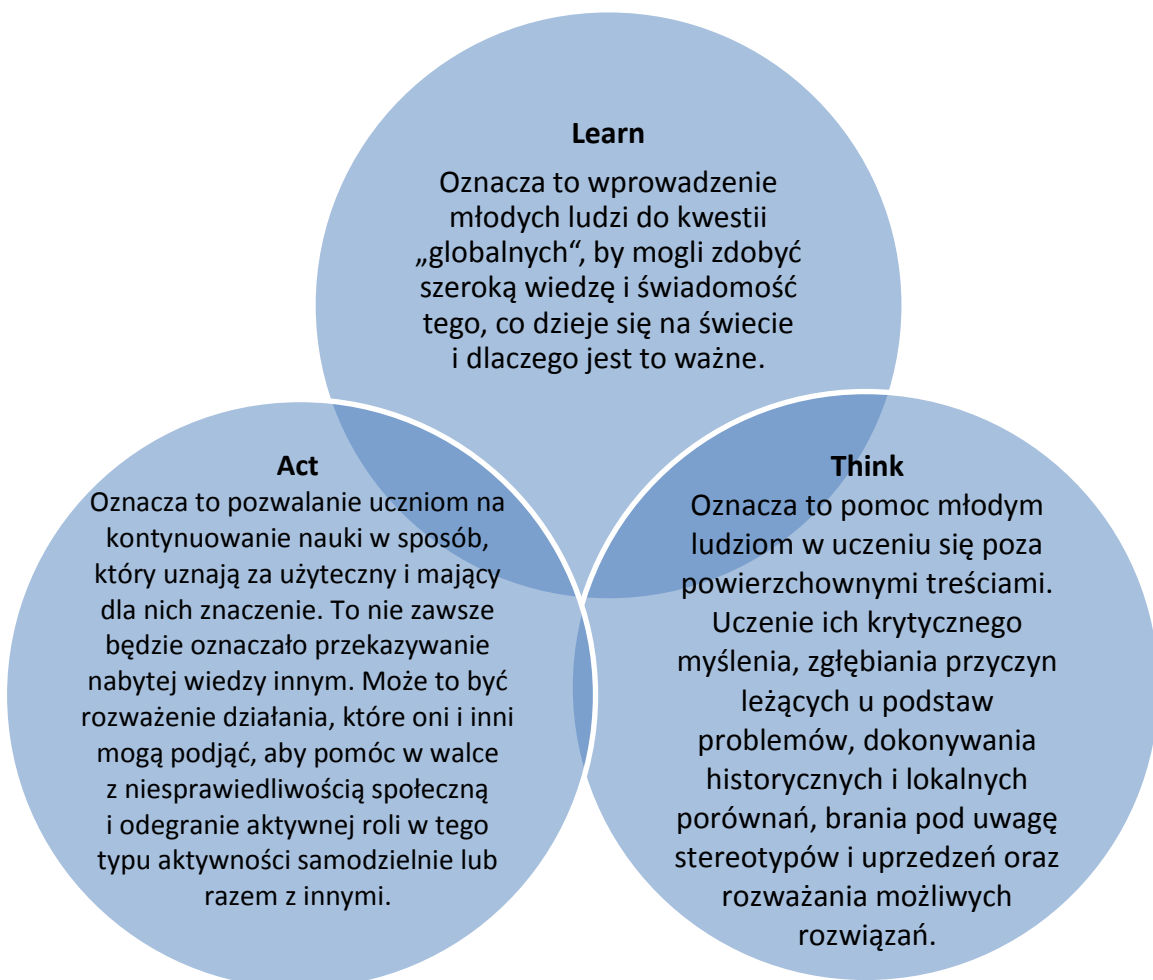 Learn
Oznacza to wprowadzenie
młodych ludzi do kwestii
„globalnych“, by mogli zdobyć
szeroką wiedzę i świadomość
tego, co dzieje się na świecie
i dlaczego jest to ważne.
Act
Oznacza to pozwalanie uczniom na
kontynuowanie nauki w sposób,
który uznają za użyteczny i mający
dla nich znaczenie. To nie zawsze
będzie oznaczało przekazywanie
nabytej wiedzy innym. Może to być
rozważenie działania, które oni i inni
mogą podjąć, aby pomóc w walce
z niesprawiedliwością społeczną
i odegranie aktywnej roli w tego
typu aktywności samodzielnie lub
razem z innymi.
Think
Oznacza to pomoc młodym
ludziom w uczeniu się poza
powierzchownymi treściami.
Uczenie ich krytycznego
myślenia, zgłębiania przyczyn
leżących u podstaw
problemów, dokonywania
historycznych i lokalnych
porównań, brania pod uwagę
stereotypów i uprzedzeń oraz
rozważania możliwych
rozwiązań.